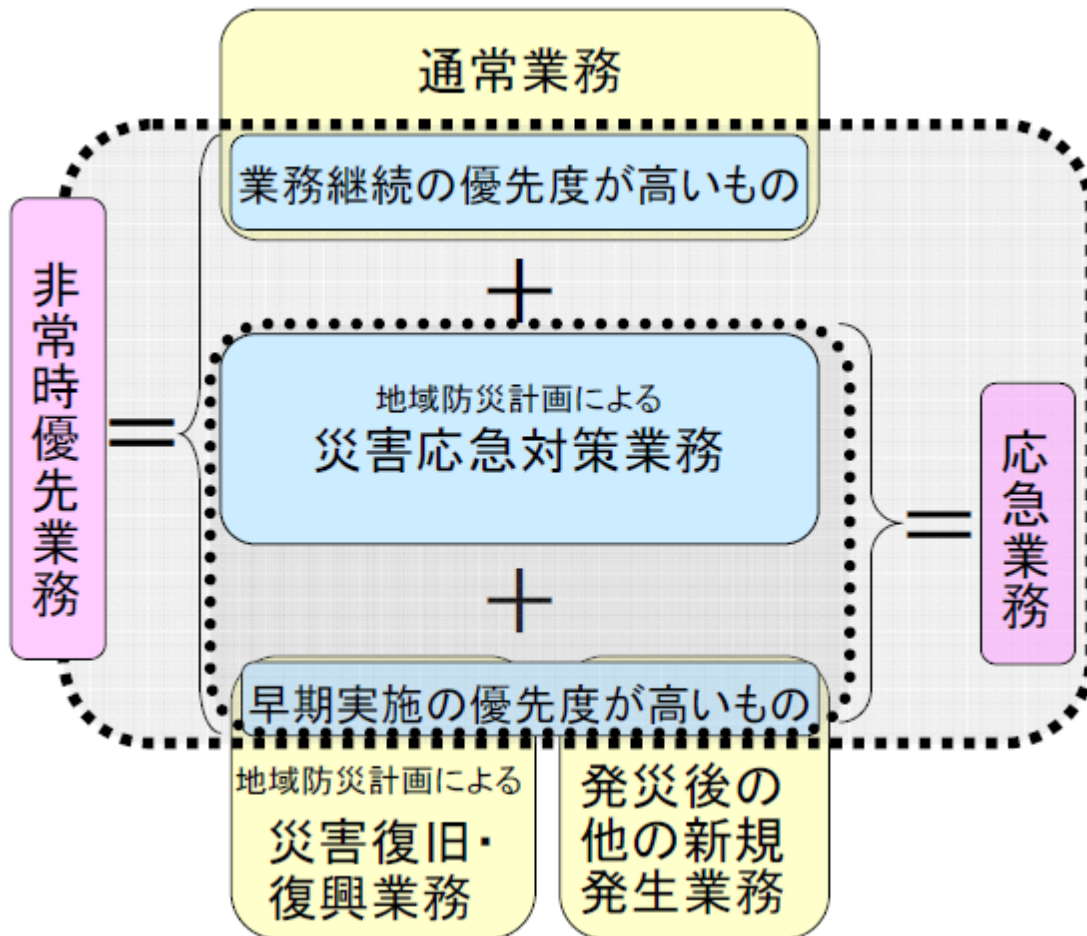 通常業務
業務継続の優先度が高いもの
＋
非常時優先業務
＝
地域防災計画による
災害応急対策業務
＝
応急業務
＋
早期実施の優先度が高いもの
地域防災計画による
災害復旧・
復興業務
発災後の
他の新規
発生業務